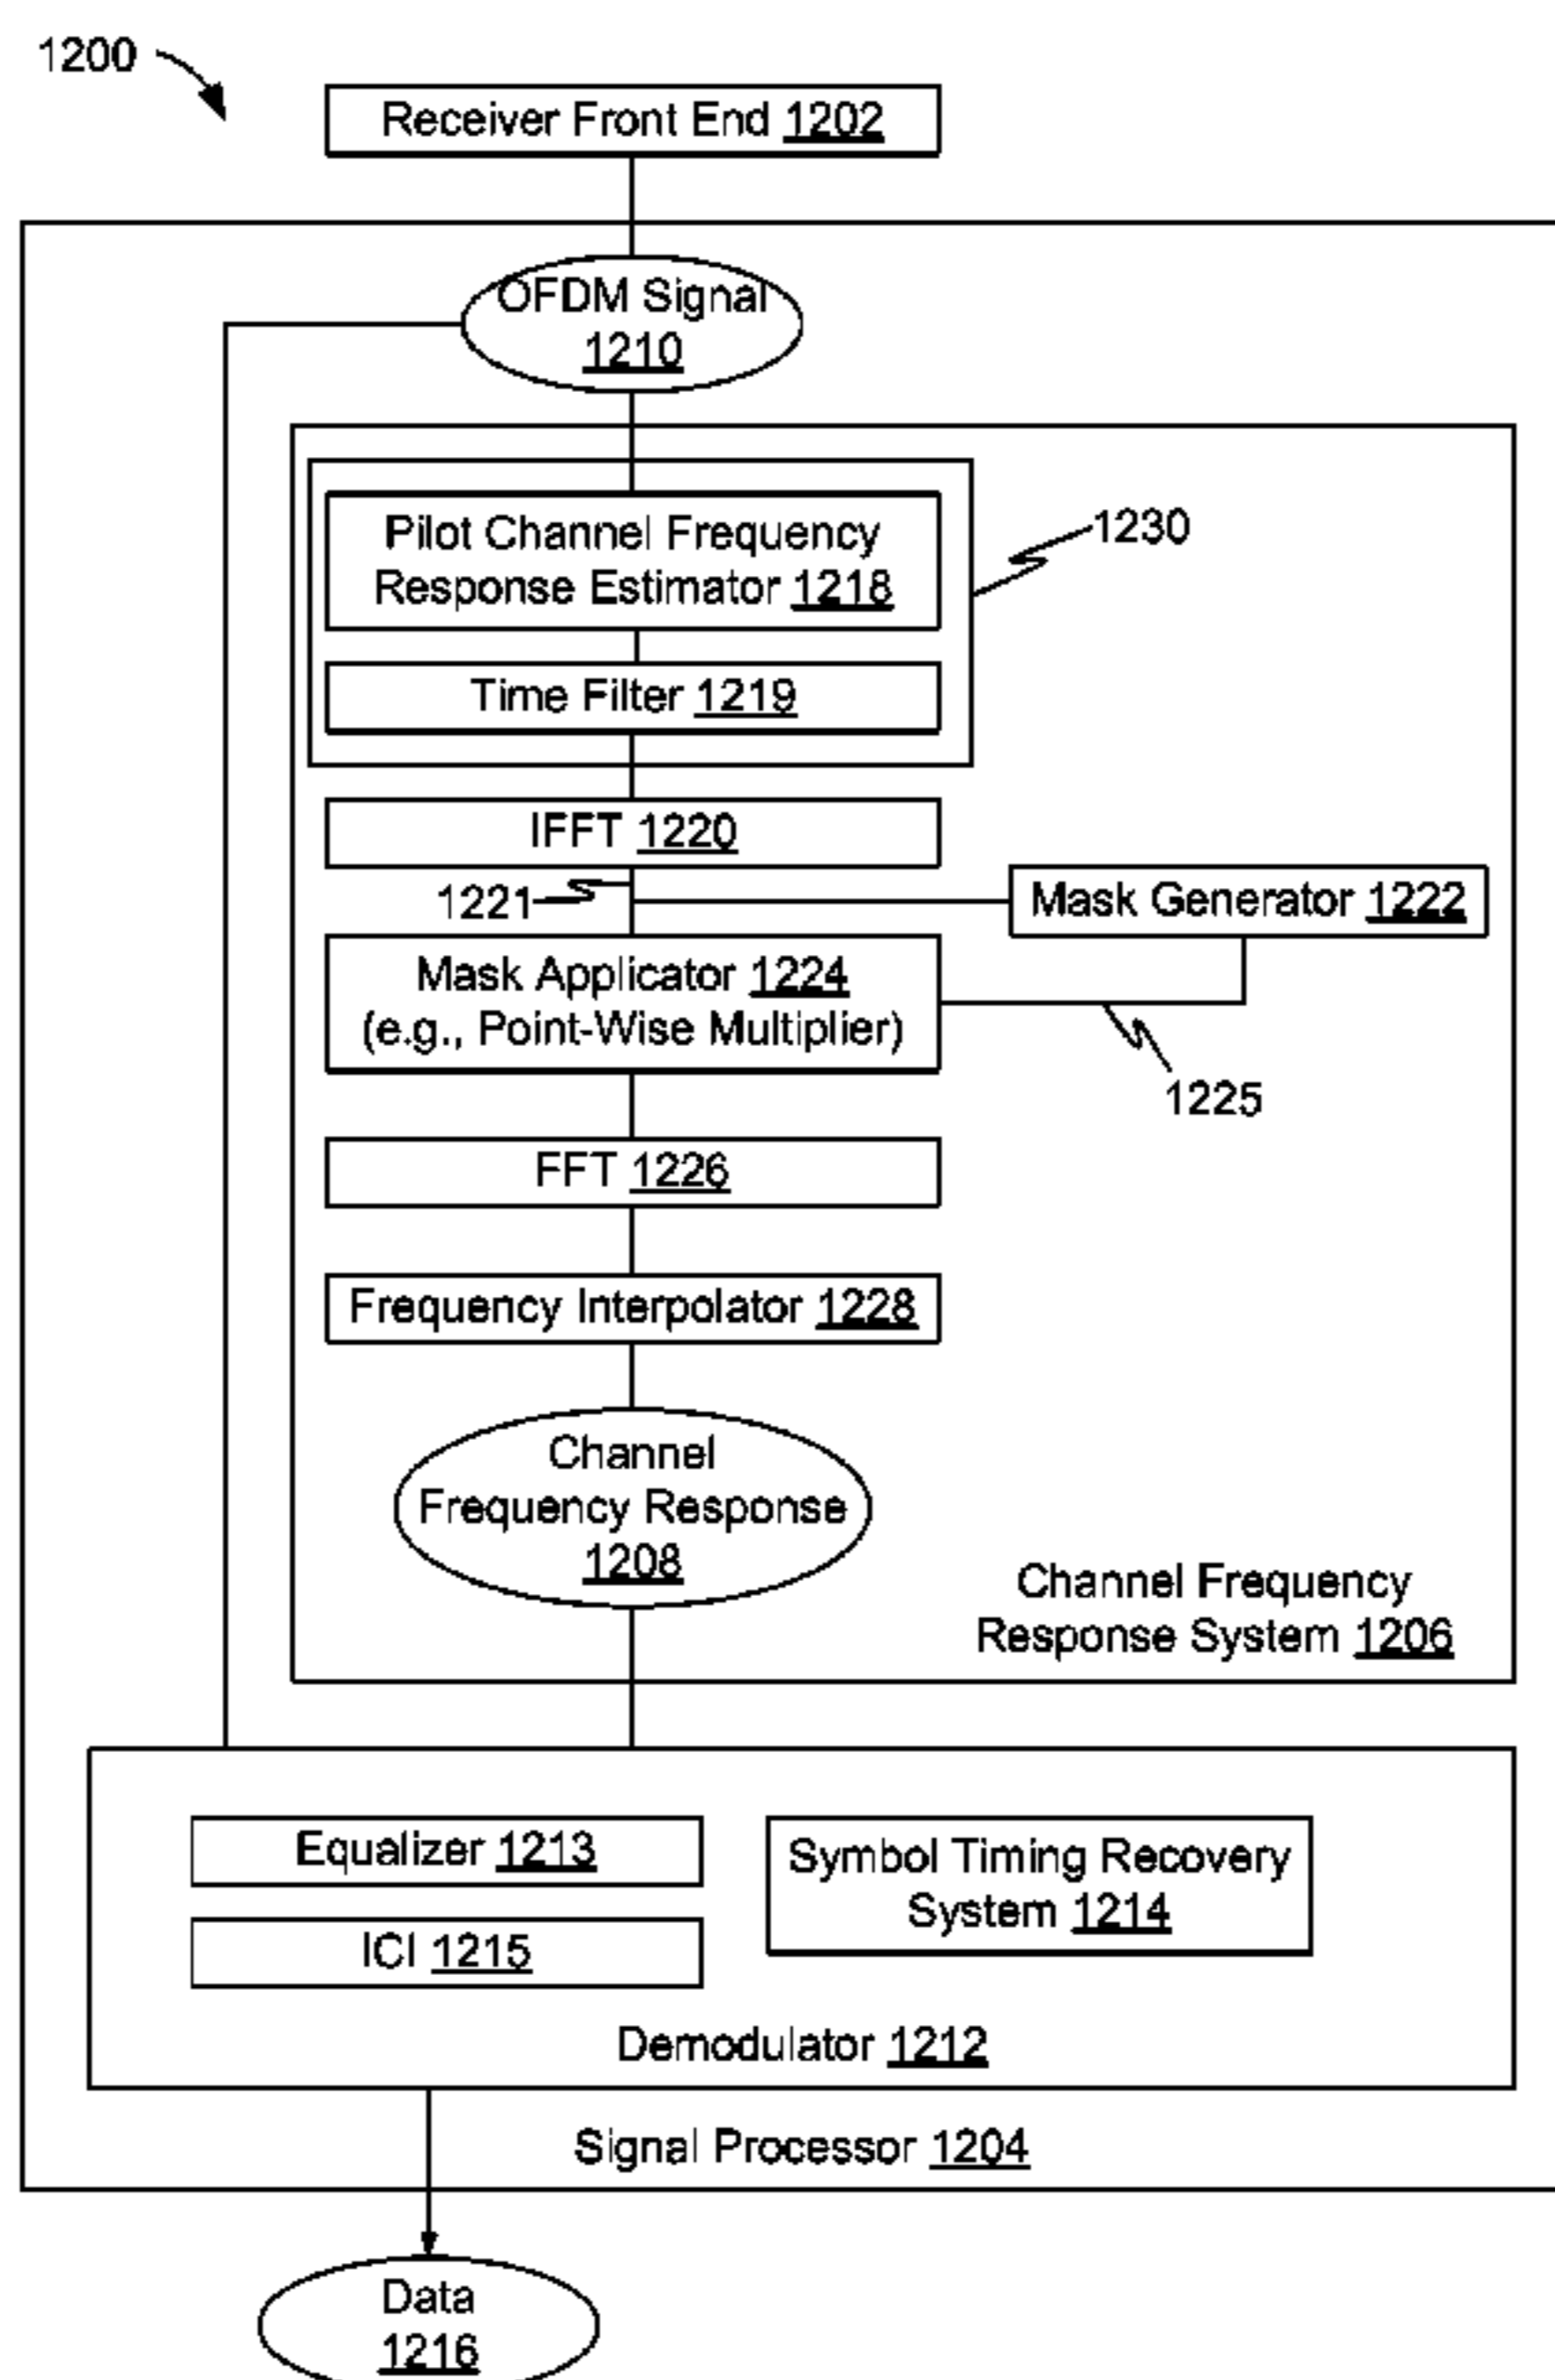 1200
Receiver Front End 1202
OFDM Signal
1210
Pilot Channel Frequency
Response Estimator 1218
1230
Time Filter 1219
IFFT 1220
1221
Mask Generator 1222
Mask Applicator 1224
(e.g., Point-Wise Multiplier)
1225
FFT 1226
Frequency Interpolator 1228
Channel
Frequency Response
1208
Channel Frequency
Response System 1206
Equalizer 1213
Symbol Timing Recovery
System 1214
ICI 1215
Demodulator 1212
Signal Processor 1204
Data
1216